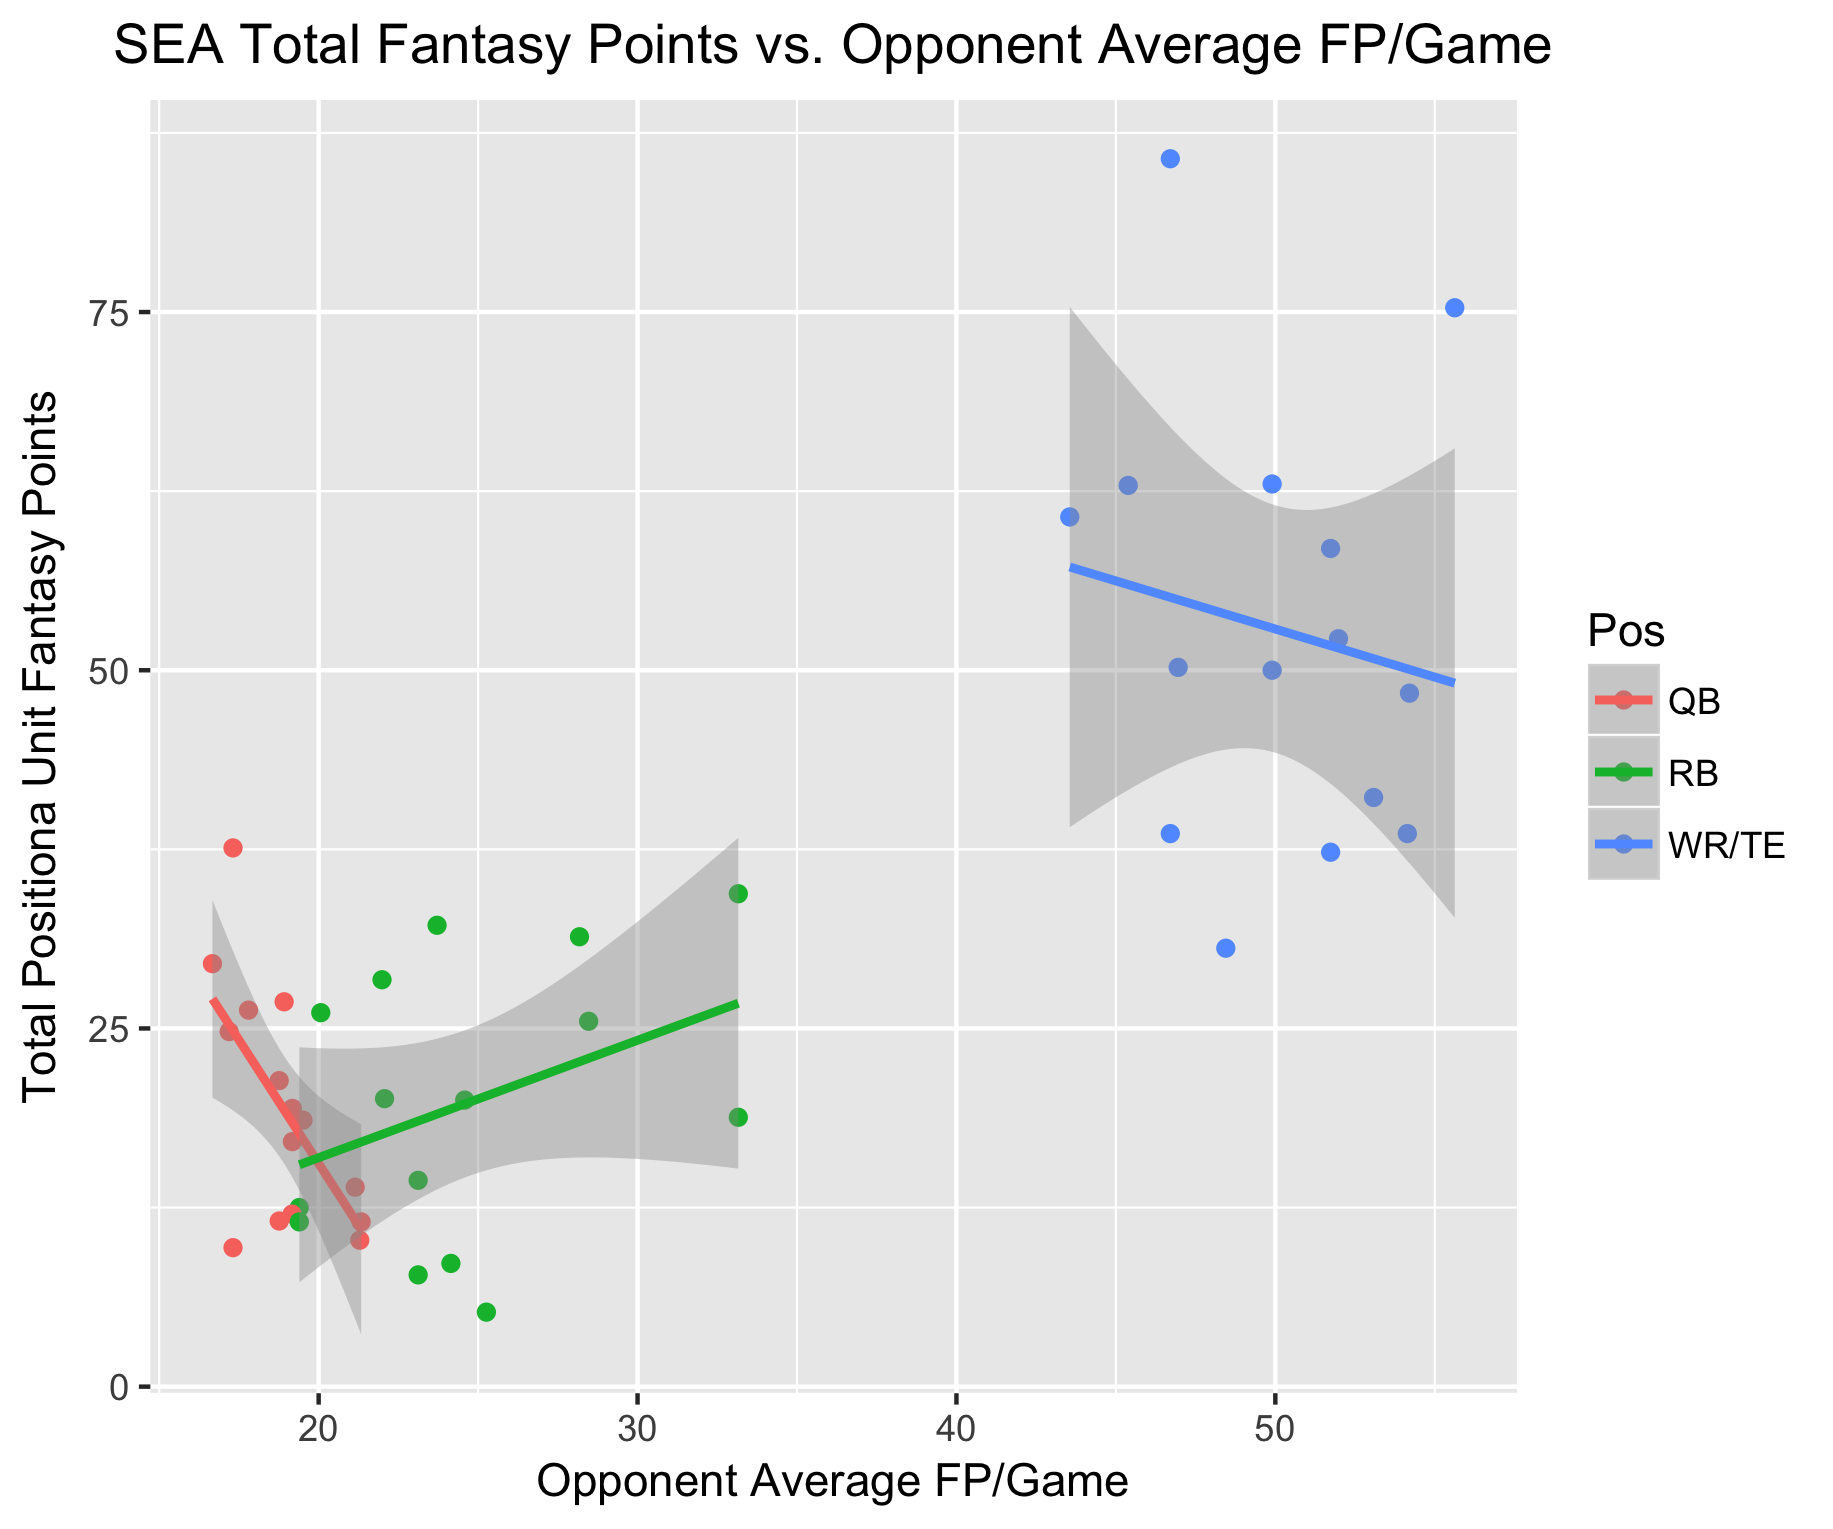 SEA Total Fantasy Points vs. Opponent Average FP/Game
Total Positiona Unit Fantasy Points
75
50
25
0
20 30 40 50
Opponent Average FP/Game
Pos
QB
RB
WR/TE